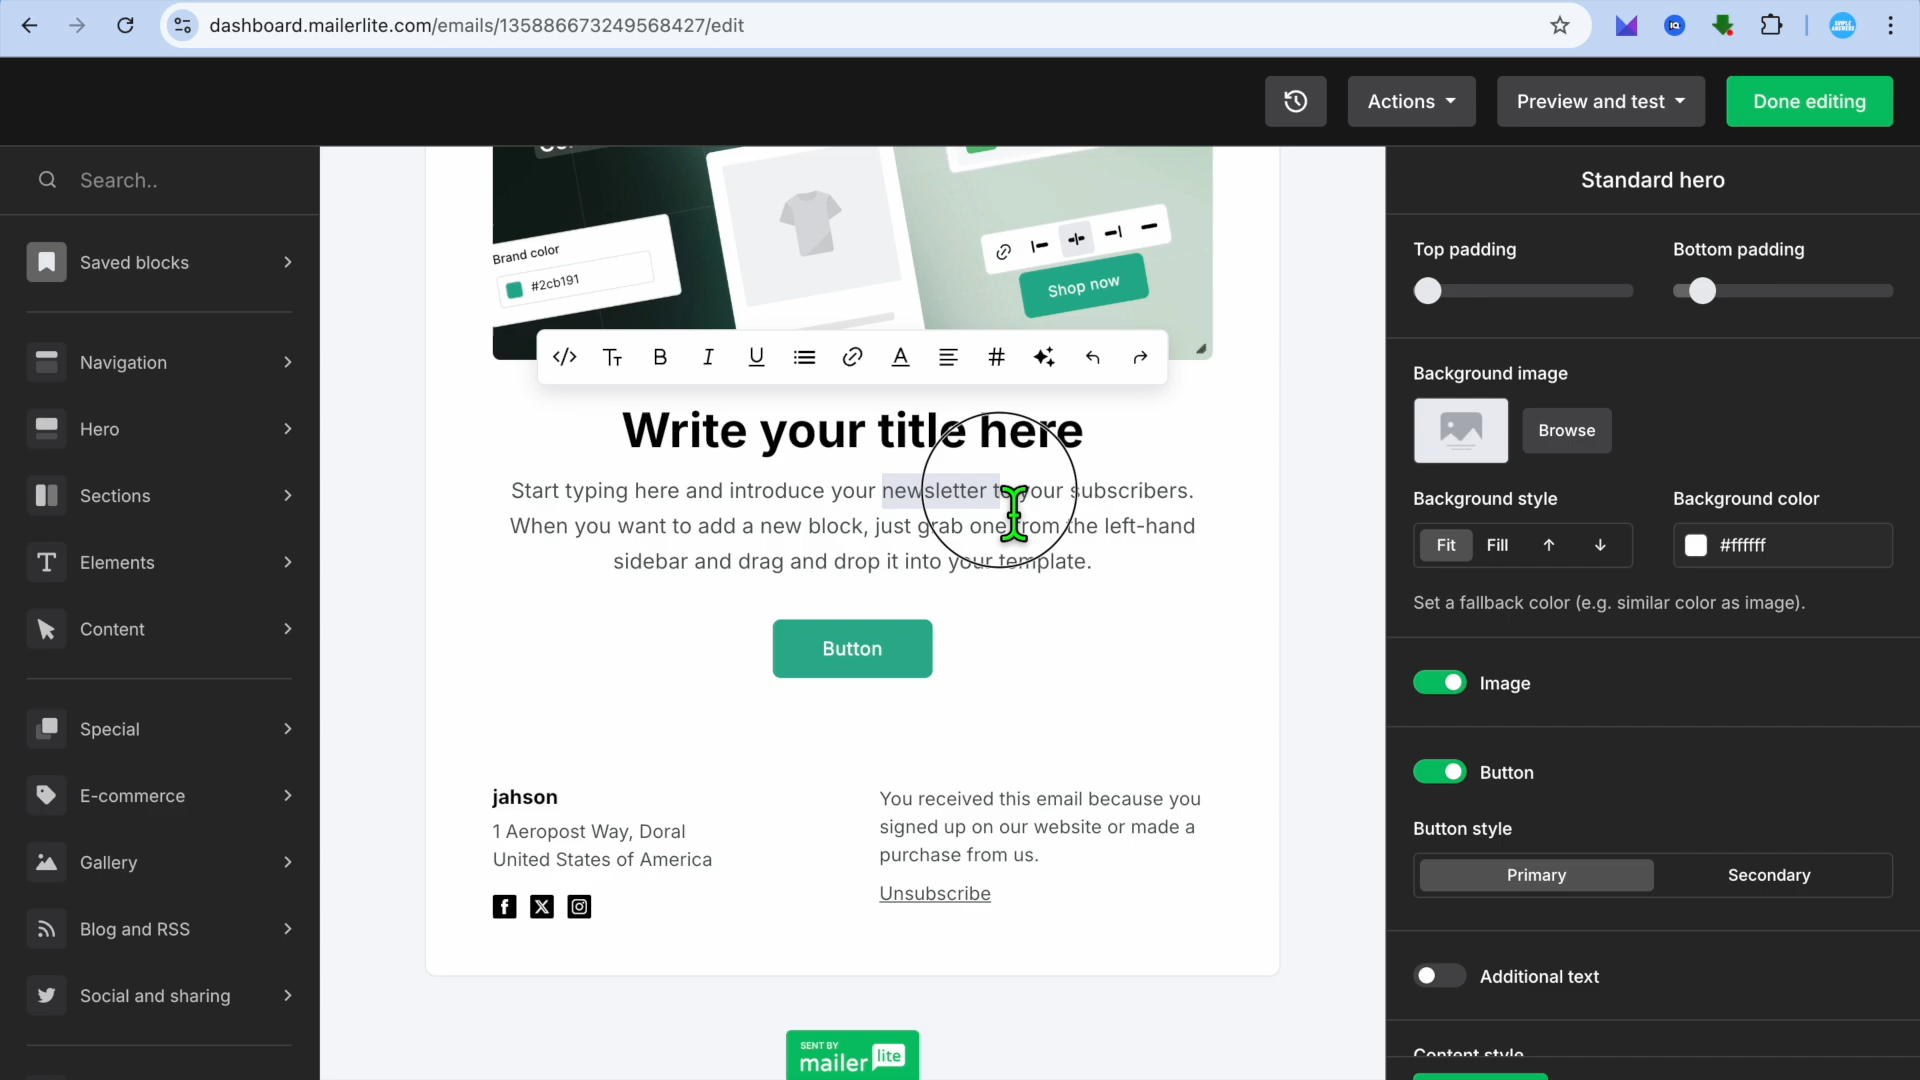 dashboard.mailerlite.com/emails/135886673249568427/edit
Actions
Preview and test
Done editing
Search..
Saved blocks
Navigation
Hero
Sections
Elements
Content
Special
E-commerce
Gallery
Blog and RSS
Social and sharing
Brand color
#2cb191
Shop now
Write your title here
Start typing here and introduce your newsletter to your subscribers.
When you want to add a new block, just grab one from the left-hand
sidebar and drag and drop it into your template.
Button
jahson
1 Aeropost Way, Doral
United States of America
You received this email because you
signed up on our website or made a
purchase from us.
Unsubscribe
SENT BY
mailer lite
Standard hero
Top padding
Bottom padding
Background image
Browse
Background style
Background color
Fit
Fill
#ffffff
Set a fallback color (e.g. similar color as image).
Image
Button
Button style
Primary
Secondary
Additional text
Content style